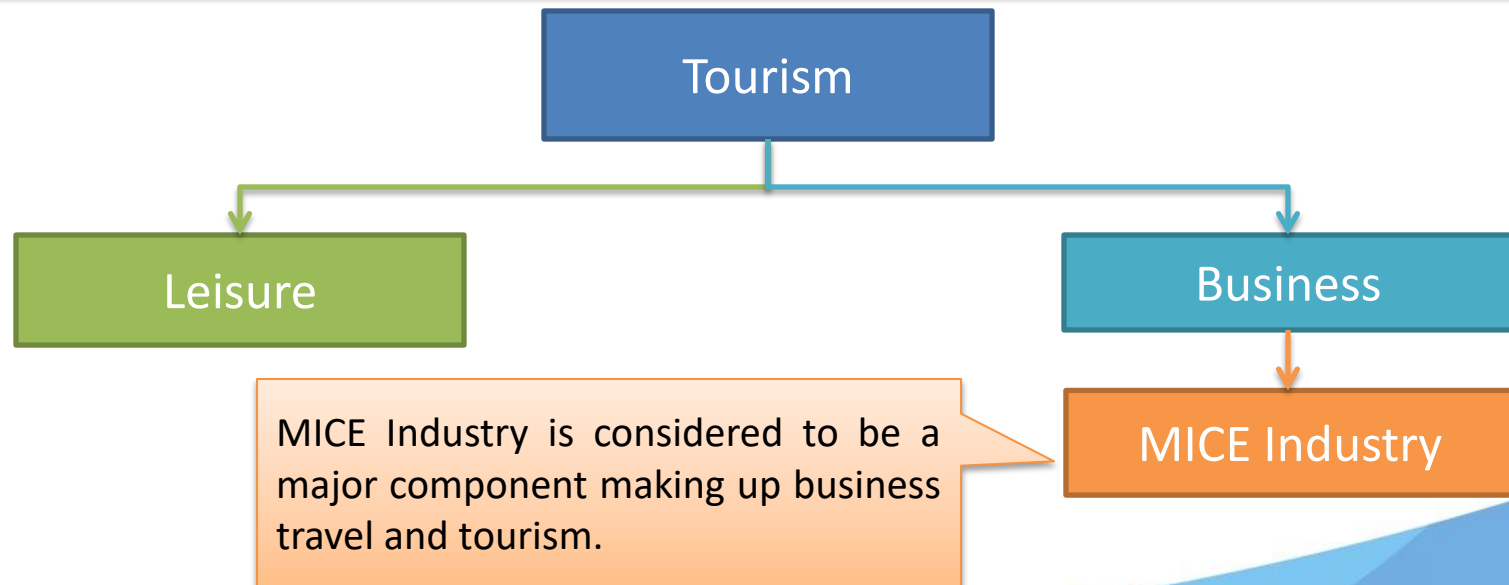 Tourism
Leisure
Business
MICE Industry is considered to be a
major component making up business
travel and tourism.
MICE Industry